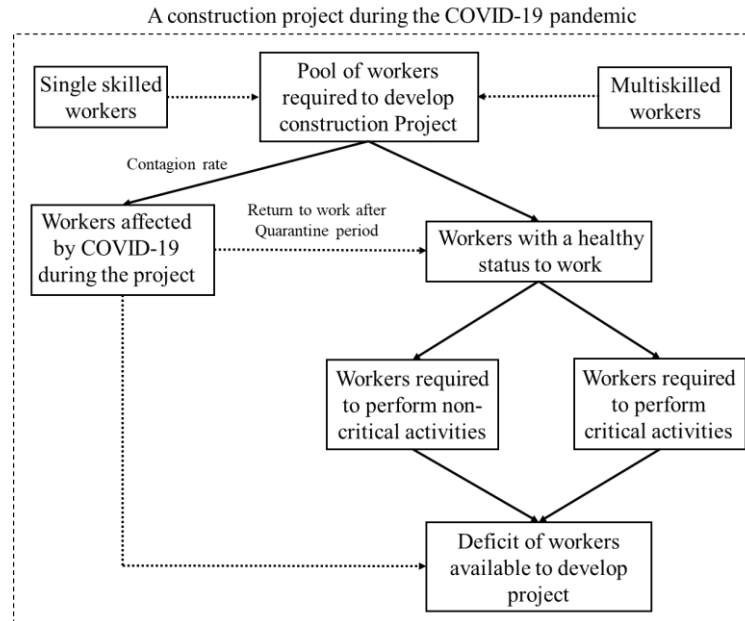 A construction project during the COVID-19 pandemic
Single skilled
workers
Pool of workers
required to develop
construction Project
Multiskilled
workers
Contagion rate
Workers affected
by COVID-19
during the project
Return to work after
Quarantine period
Workers with a healthy
status to work
Workers required
to perform non-
critical activities
Workers required
to perform
critical activities
Deficit of workers
available to develop
project